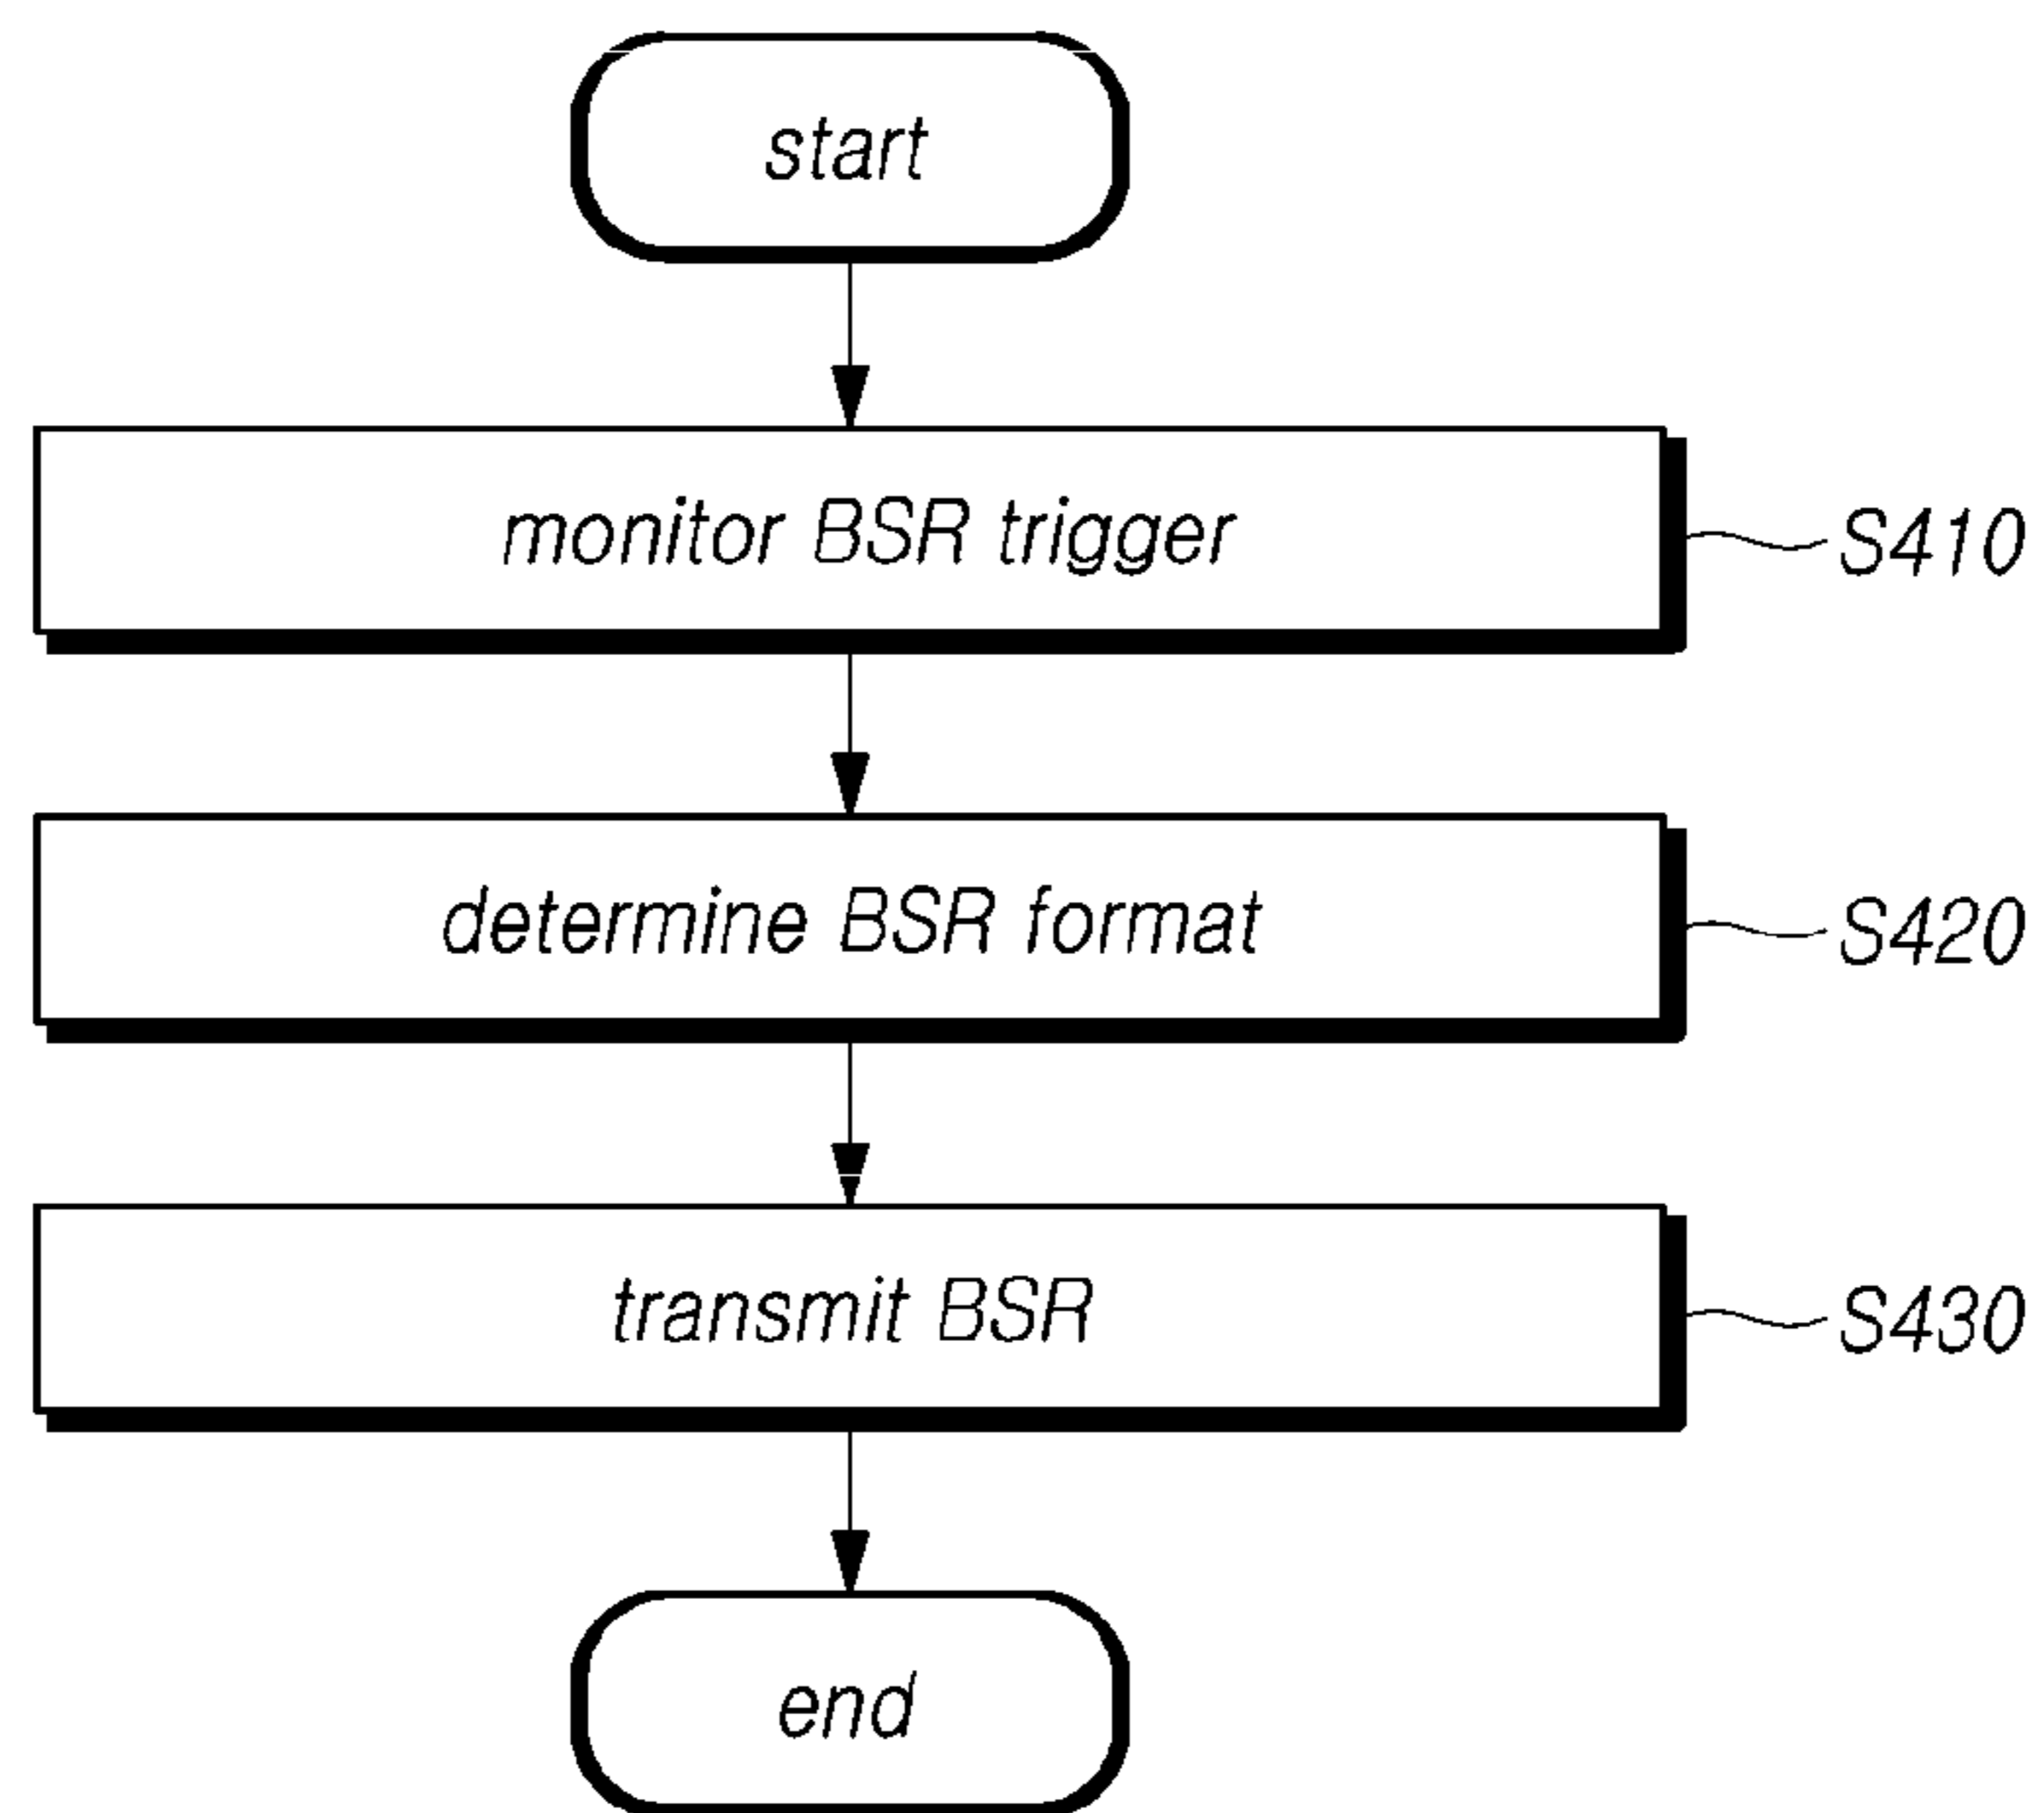 start
monitor BSR trigger
S410
determine BSR format
S420
transmit BSR
S430
end